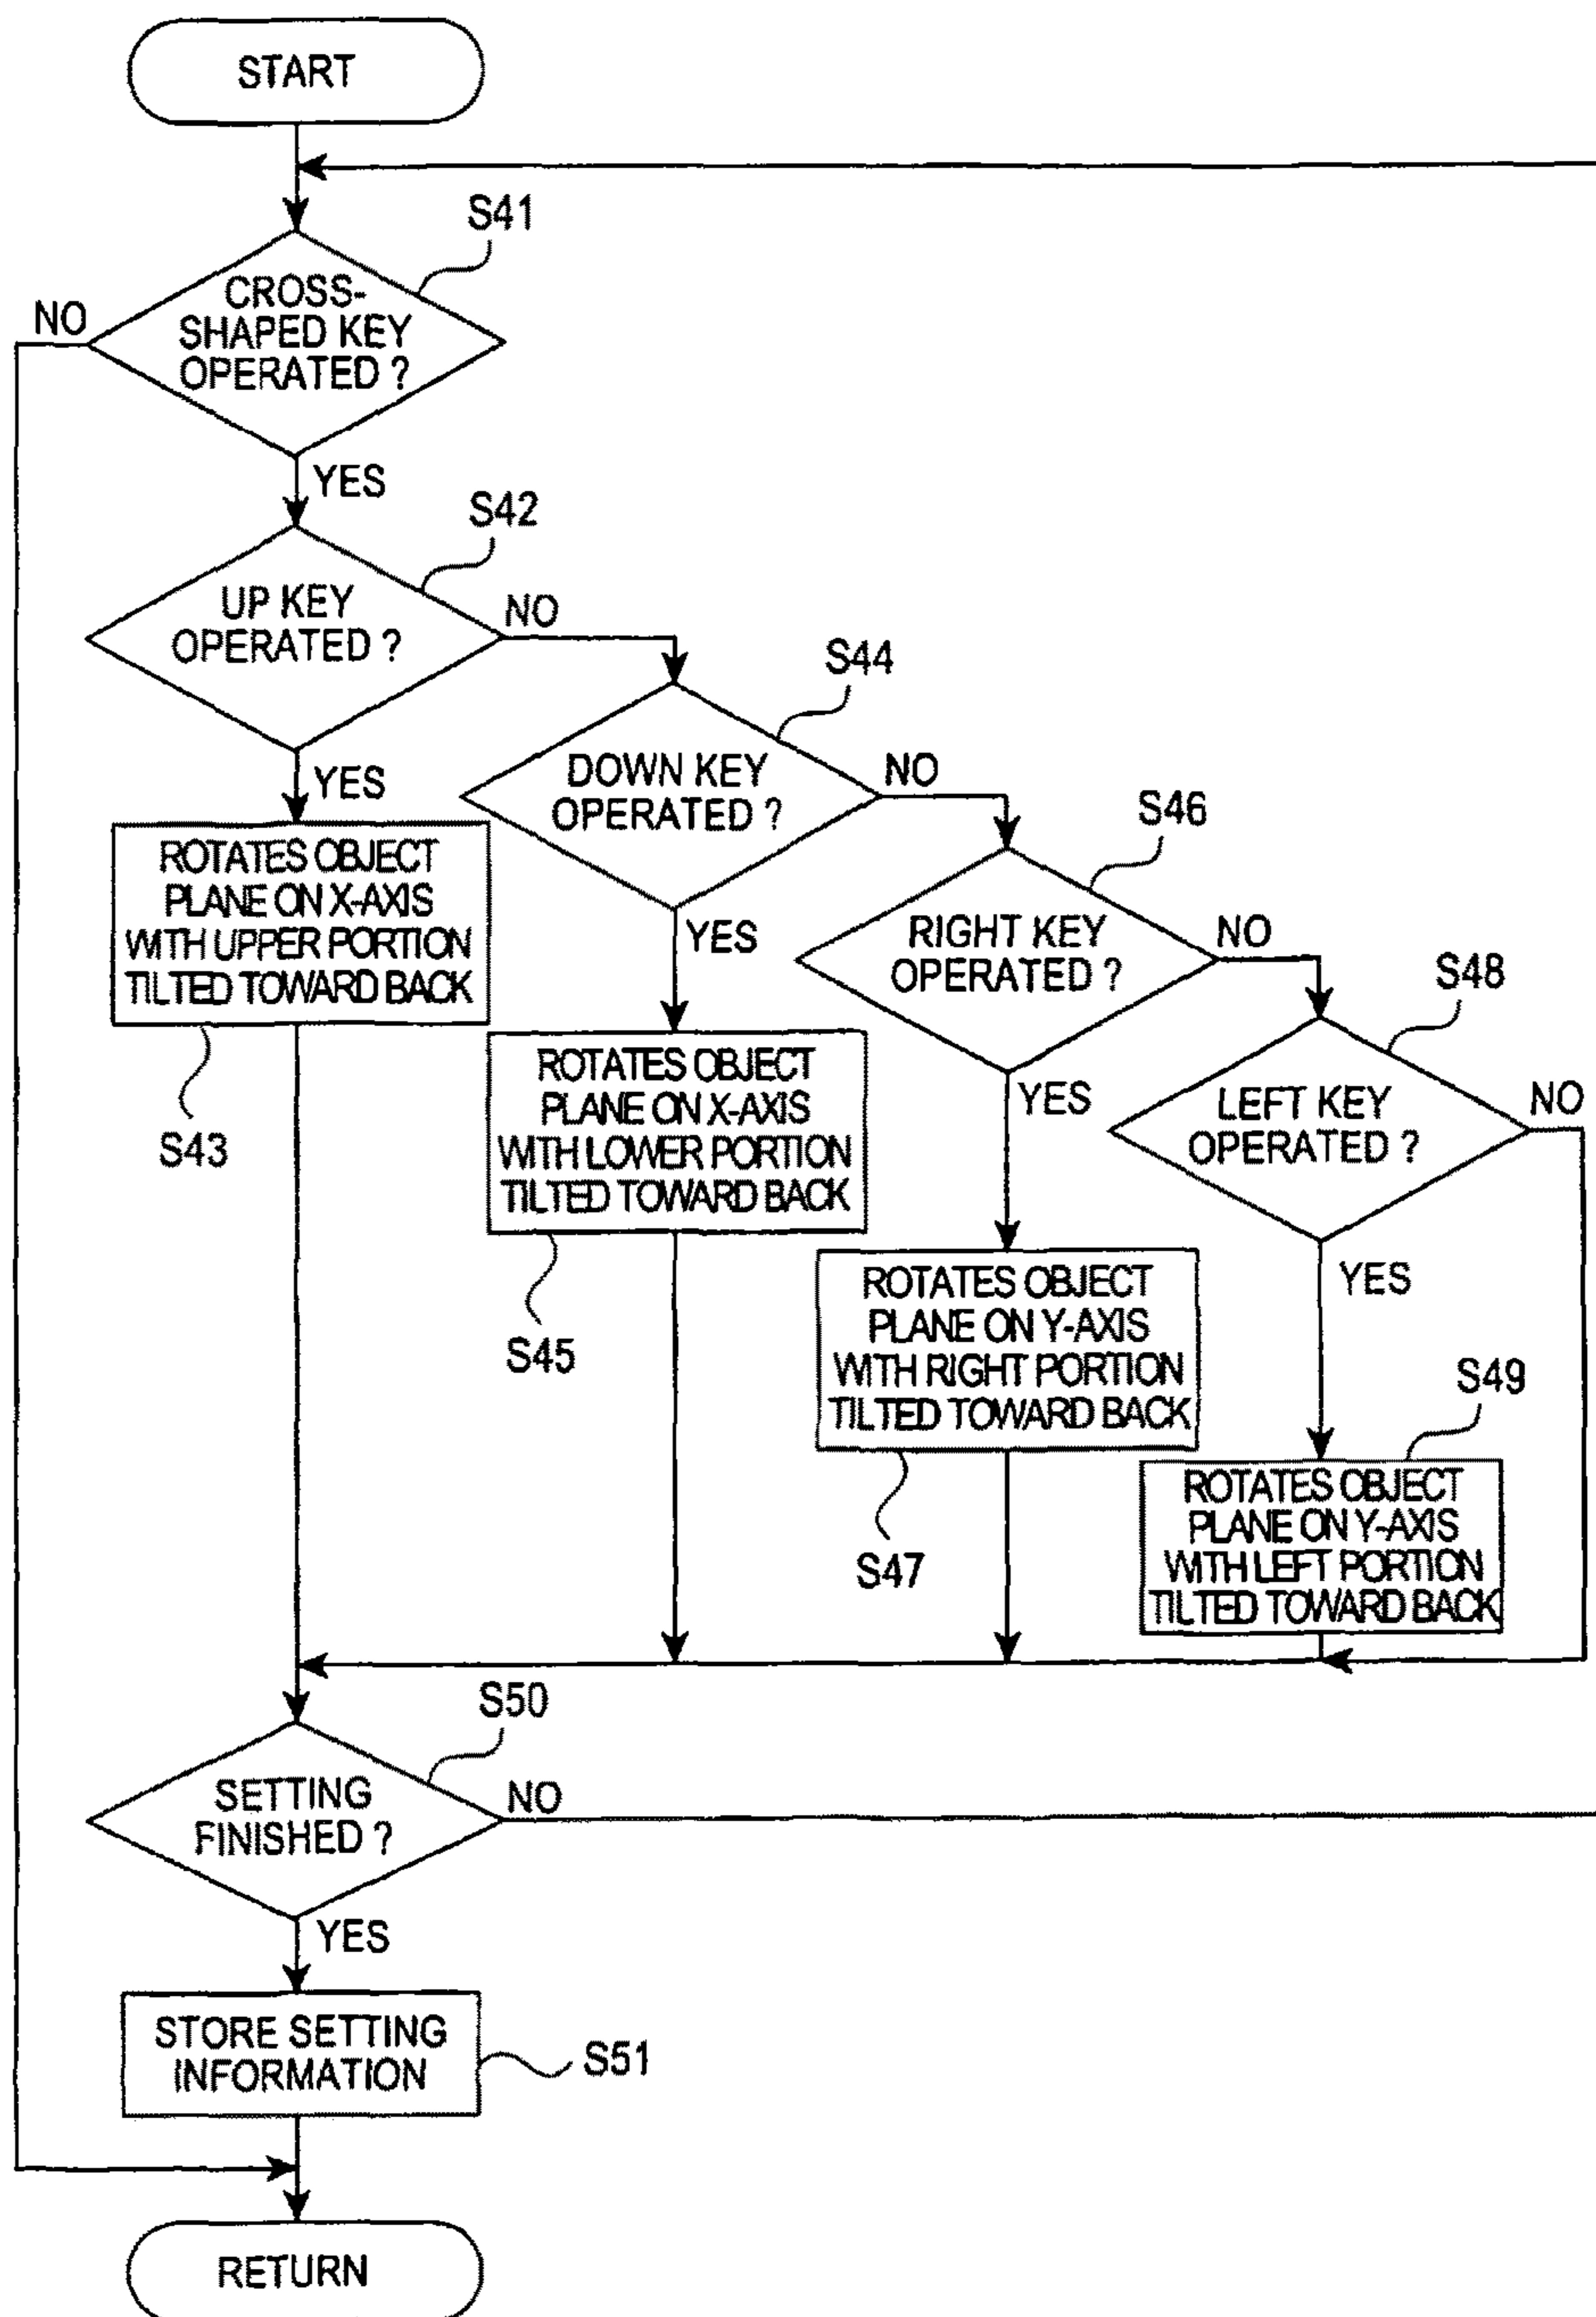 START
S41
NO
CROSS-
SHAPED KEY
OPERATED ?
YES
S42
UP KEY
OPERATED ?
NO
YES
S44
DOWN KEY
OPERATED ?
NO
YES
S46
RIGHT KEY
OPERATED ?
NO
YES
S48
LEFT KEY
OPERATED ?
NO
YES
ROTATES OBJECT
PLANE ON X-AXIS
WITH UPPER PORTION
TILTED TOWARD BACK
S43
ROTATES OBJECT
PLANE ON X-AXIS
WITH LOWER PORTION
TILTED TOWARD BACK
S45
ROTATES OBJECT
PLANE ON Y-AXIS
WITH RIGHT PORTION
TILTED TOWARD BACK
S47
S49
ROTATES OBJECT
PLANE ON Y-AXIS
WITH LEFT PORTION
TILTED TOWARD BACK
S50
SETTING
FINISHED ?
NO
YES
STORE SETTING
INFORMATION
S51
RETURN